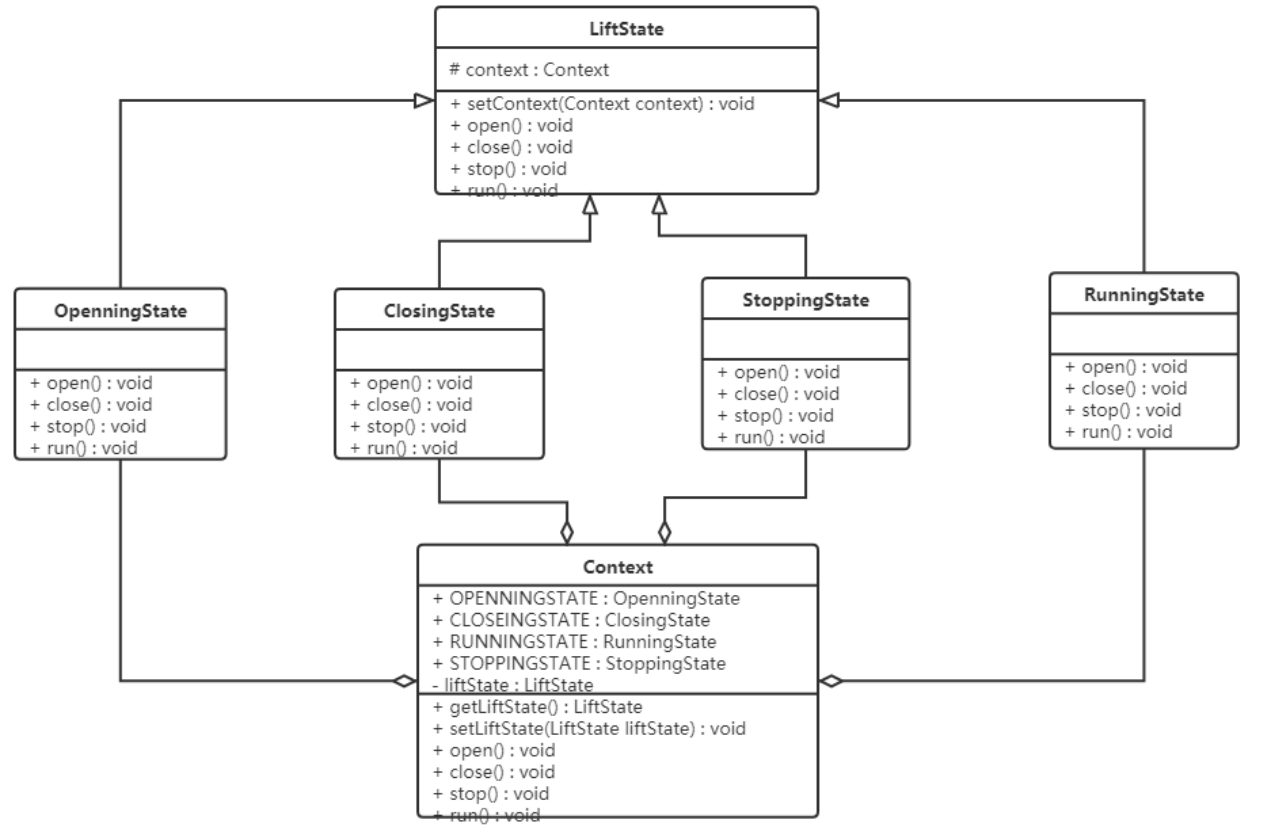 LiftState
# context : Context
+ setContext(Context context) : void
+ open() : void
+ close() : void
+ stop() : void
+ run() : void
OpenningState
+ open() : void
+ close() : void
+ stop() : void
+ run() : void
ClosingState
+ open() : void
+ close() : void
+ stop() : void
+ run() : void
StoppingState
+ open() : void
+ close() : void
+ stop() : void
+ run() : void
RunningState
+ open() : void
+ close() : void
+ stop() : void
+ run() : void
Context
+ OPENNINGSTATE : OpenningState
+ CLOSEINGSTATE : ClosingState
+ RUNNINGSTATE : RunningState
+ STOPPINGSTATE : StoppingState
- liftState : LiftState
+ getLiftState() : LiftState
+ setLiftState(LiftState liftState) : void
+ open() : void
+ close() : void
+ stop() : void
+ run() : void